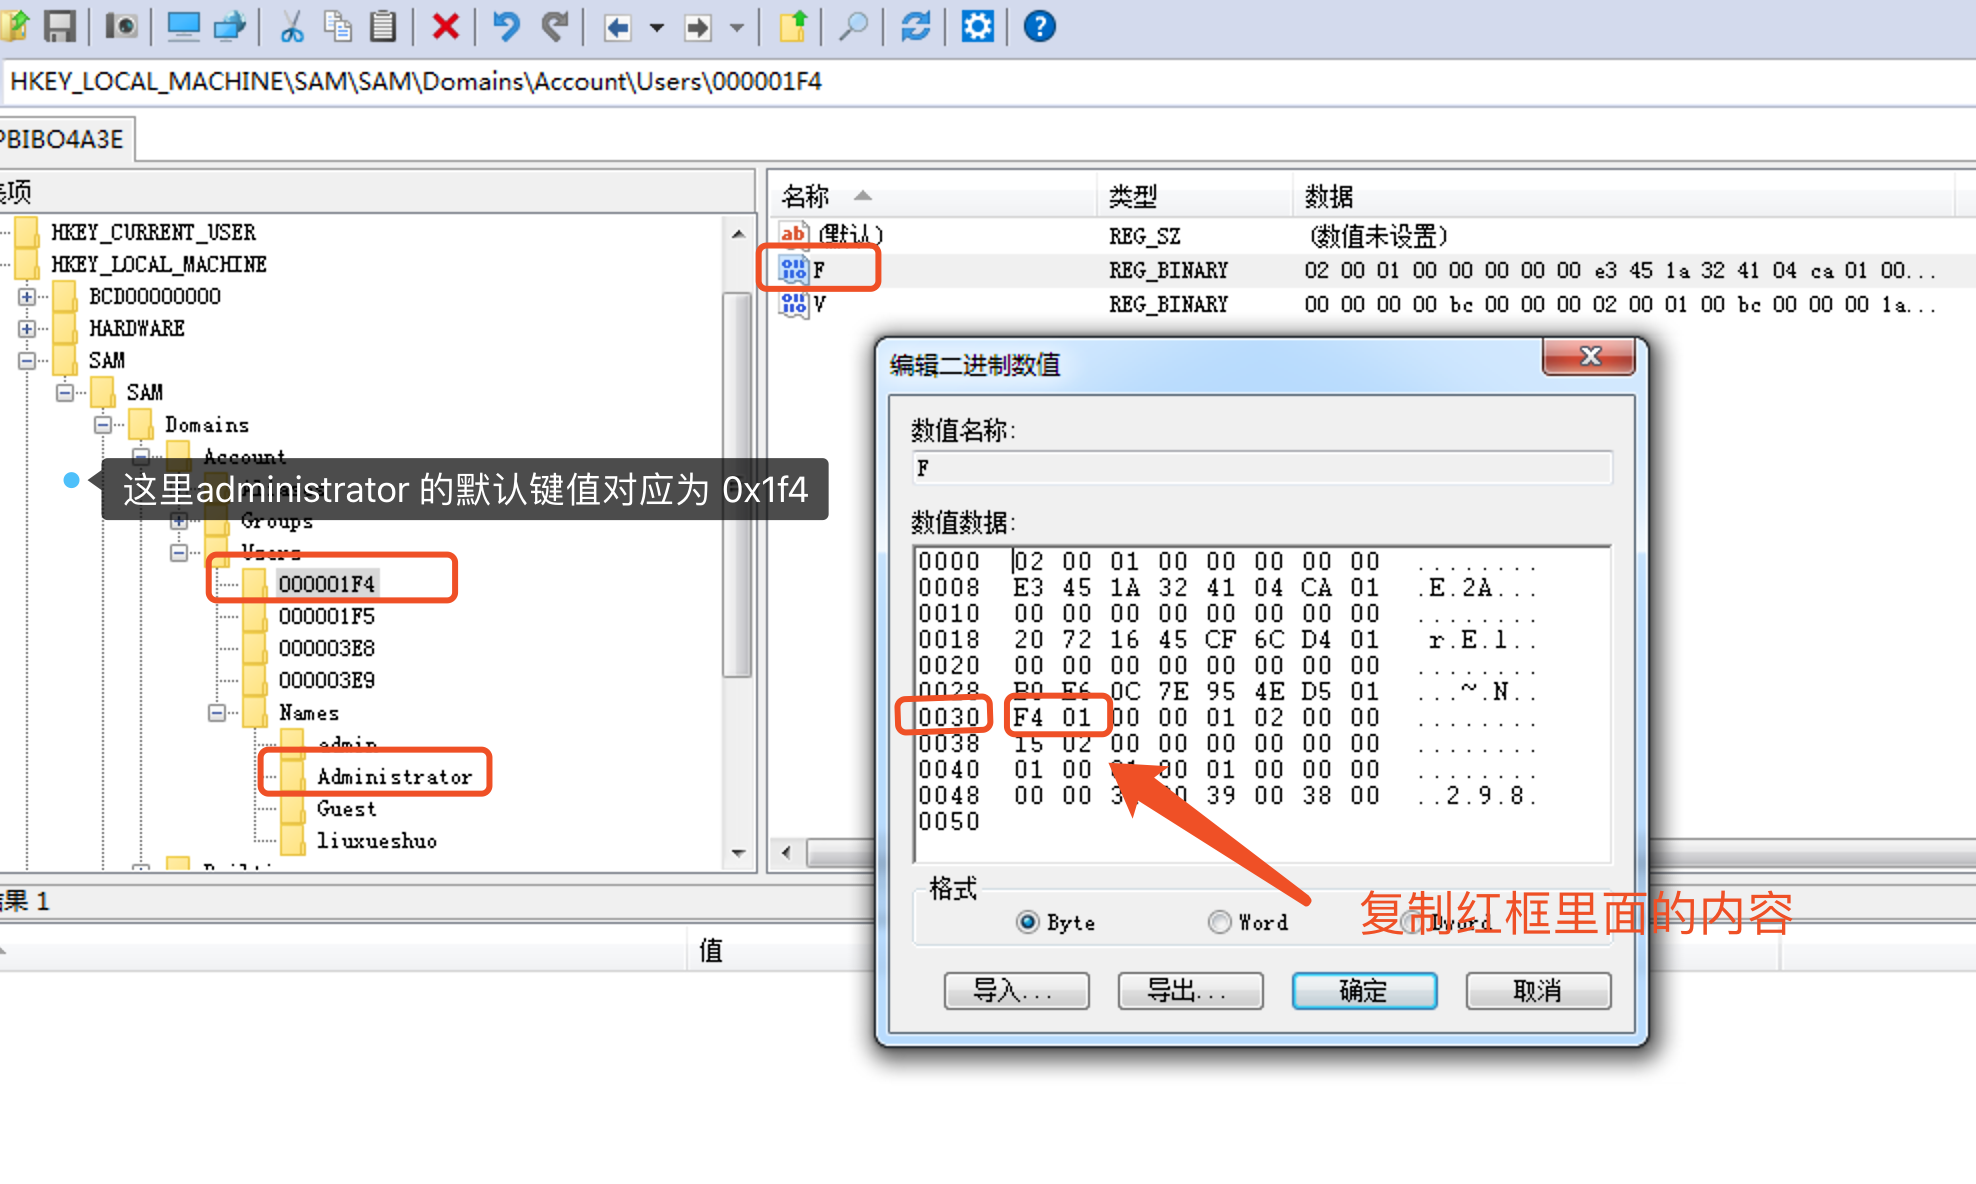 HKEY_LOCAL_MACHINE\SAM\SAM\Domains\Account\Users\000001F4
PBIBO4A3E
表项
HKEY_CURRENT_USER
HKEY_LOCAL_MACHINE
BCD00000000
HARDWARE
SAM
SAM
Domains
Account
这里administrator 的默认键值对应为 0x1f4
Groups
Users
000001F4
000001F5
000003E8
000003E9
Names
admin
Administrator
Guest
liuxueshuo
Builtin
结果 1
值
名称 类型 数据
ab (默认) REG_SZ (数值未设置)
F REG_BINARY 02 00 01 00 00 00 00 00 e3 45 1a 32 41 04 ca 01 00...
V REG_BINARY 00 00 00 00 bc 00 00 00 02 00 01 00 bc 00 00 00 1a...
编辑二进制数值
数值名称:
F
数值数据:
0000 02 00 01 00 00 00 00 00 ........
0008 E3 45 1A 32 41 04 CA 01 .E.2A...
0010 00 00 00 00 00 00 00 00 ........
0018 20 72 16 45 CF 6C D4 01 r.E.l..
0020 00 00 00 00 00 00 00 00 ........
0028 B0 E6 0C 7E 95 4E D5 01 ...~.N..
0030 F4 01 00 00 01 02 00 00 ........
0038 15 02 00 00 00 00 00 00 ........
0040 01 00 01 00 01 00 00 00 ........
0048 00 00 00 39 00 38 00 ..2.9.8.
0050
格式
Byte Word Dword
复制红框里面的内容
导入... 导出... 确定 取消